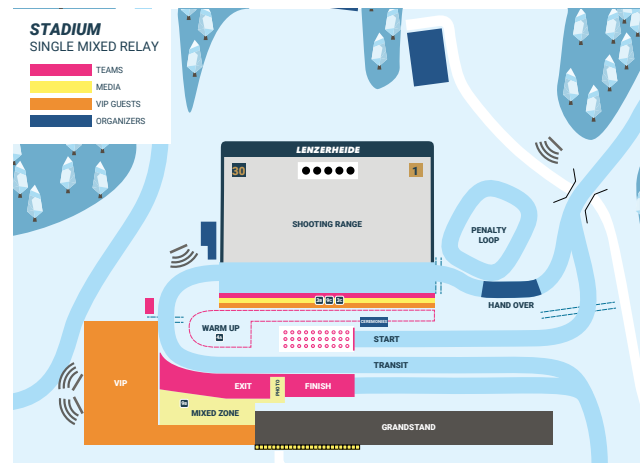 STADIUM
SINGLE MIXED RELAY
TEAMS
MEDIA
VIP GUESTS
ORGANIZERS
LENZERHEIDE
30
1
SHOOTING RANGE
PENALTY
LOOP
HAND OVER
WARM UP
CEREMONIES
START
TRANSIT
VIP
EXIT
PHOTO
FINISH
MIXED ZONE
GRANDSTAND